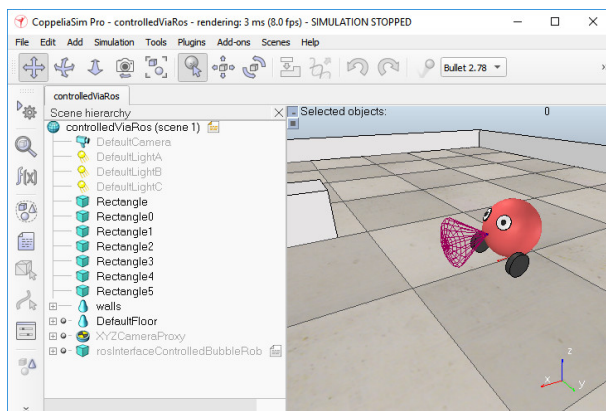 CoppeliaSim Pro - controlledViaRos - rendering: 3 ms (8.0 fps) - SIMULATION STOPPED
File Edit Add Simulation Tools Plugins Add-ons Scenes Help
Bullet 2.78
»
controlledViaRos
Scene hierarchy
Selected objects: 0
f(x)
controlledViaRos (scene 1)
DefaultCamera
DefaultLightA
DefaultLightB
DefaultLightC
Rectangle
Rectangle0
Rectangle1
Rectangle2
Rectangle3
Rectangle4
Rectangle5
walls
DefaultFloor
XYZCameraProxy
rosInterfaceControlledBubbleRob
z
x
y